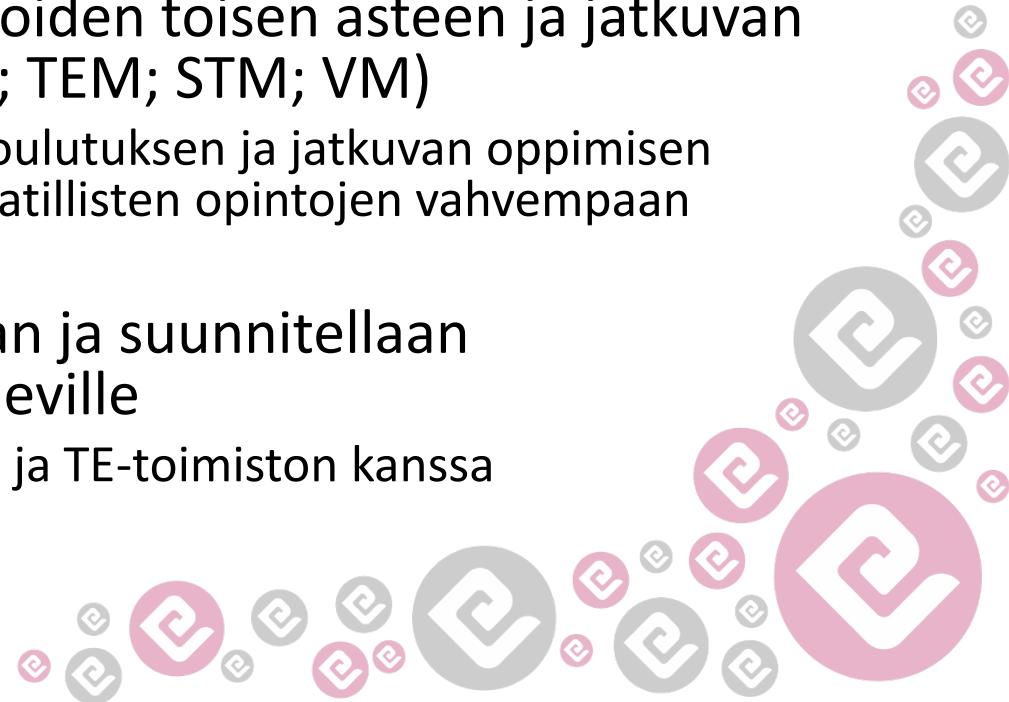 oiden toisen asteen ja jatkuvan
; TEM; STM; VM)
oulutuksen ja jatkuvan oppimisen
atillisten opintojen vahvempaan
an ja suunnitellaan
eville
ja TE-toimiston kanssa